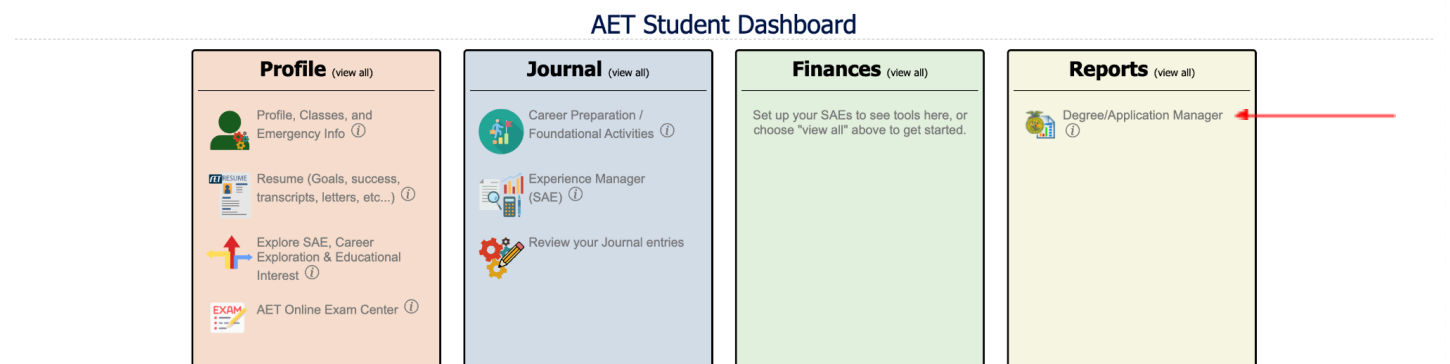 AET Student Dashboard
Profile (view all)
Profile, Classes, and
Emergency Info i
AET RESUME
Resume (Goals, success,
transcripts, letters, etc...) i
Explore SAE, Career
Exploration & Educational
Interest i
EXAM
AET Online Exam Center i
Journal (view all)
Career Preparation /
Foundational Activities i
Experience Manager
(SAE) i
Review your Journal entries
Finances (view all)
Set up your SAEs to see tools here, or
choose "view all" above to get started.
Reports (view all)
Degree/Application Manager
i